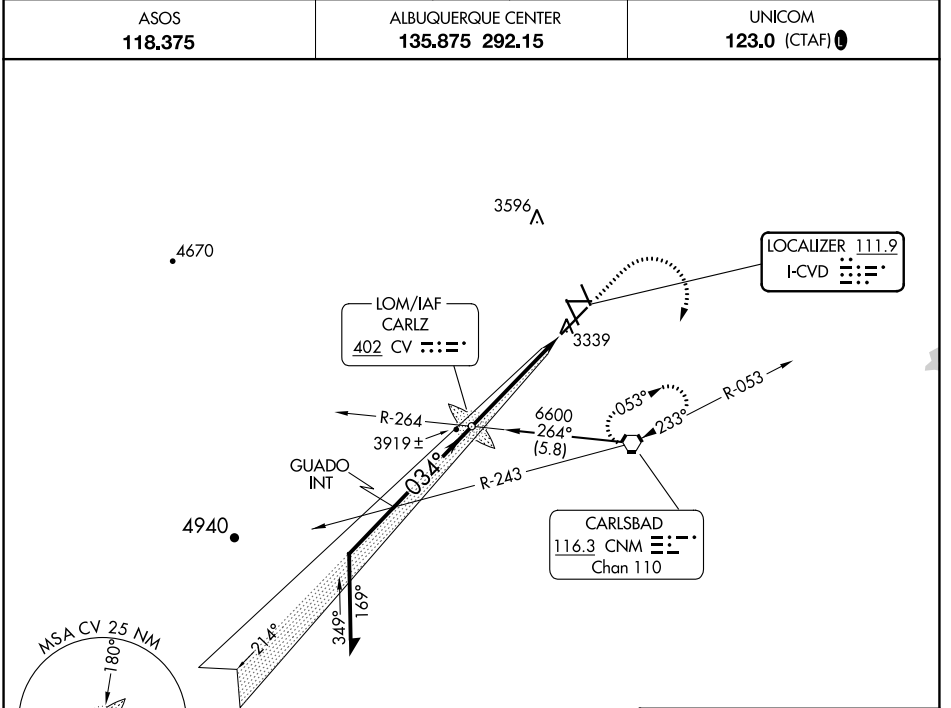 ASOS
118.375
ALBUQUERQUE CENTER
135.875 292.15
UNICOM
123.0 (CTAF) L
3596
4670
LOCALIZER 111.9
I-CVD
LOM/IAF
CARLZ
402 CV
3339
R-264
6600
264°
(5.8)
053°
R-053
233°
3919 ±
034°
GUADO
INT
R-243
4940
CARLSBAD
116.3 CNM
Chan 110
349°
169°
214°
MSA CV 25 NM
180°